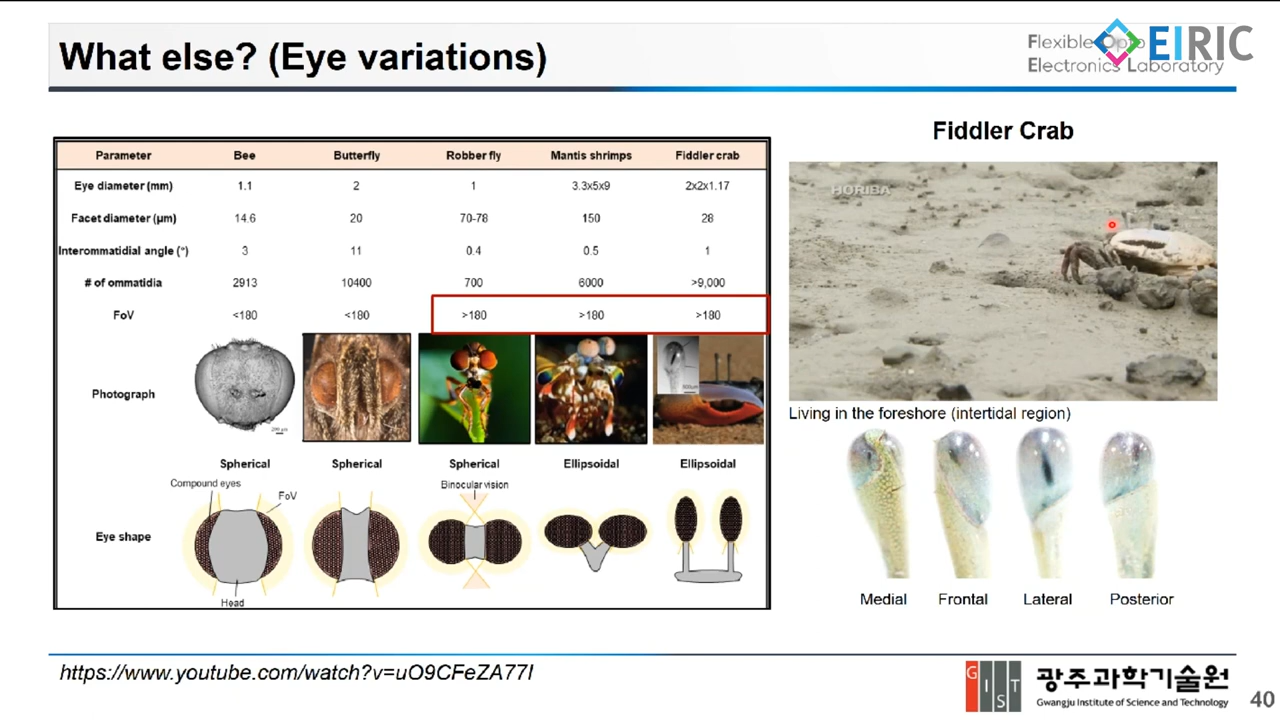 What else? (Eye variations)
Flexible Opto
Electronics Laboratory
EIRIC
Parameter Bee Butterfly Robber fly Mantis shrimps Fiddler crab
Eye diameter (mm) 1.1 2 1 3.3x5x9 2x2x1.17
Facet diameter (μm) 14.6 20 70-78 150 28
Interommatidial angle (°) 3 11 0.4 0.5 1
# of ommatidia 2913 10400 700 6000 >9,000
FoV <180 <180 >180 >180 >180
Photograph
Spherical Spherical Spherical Ellipsoidal Ellipsoidal
Compound eyes
FoV
Binocular vision
Eye shape
Head
Fiddler Crab
HORIBA
Living in the foreshore (intertidal region)
Medial Frontal Lateral Posterior
https://www.youtube.com/watch?v=uO9CFeZA77I
GIST
광주과학기술원
Gwangju Institute of Science and Technology
40